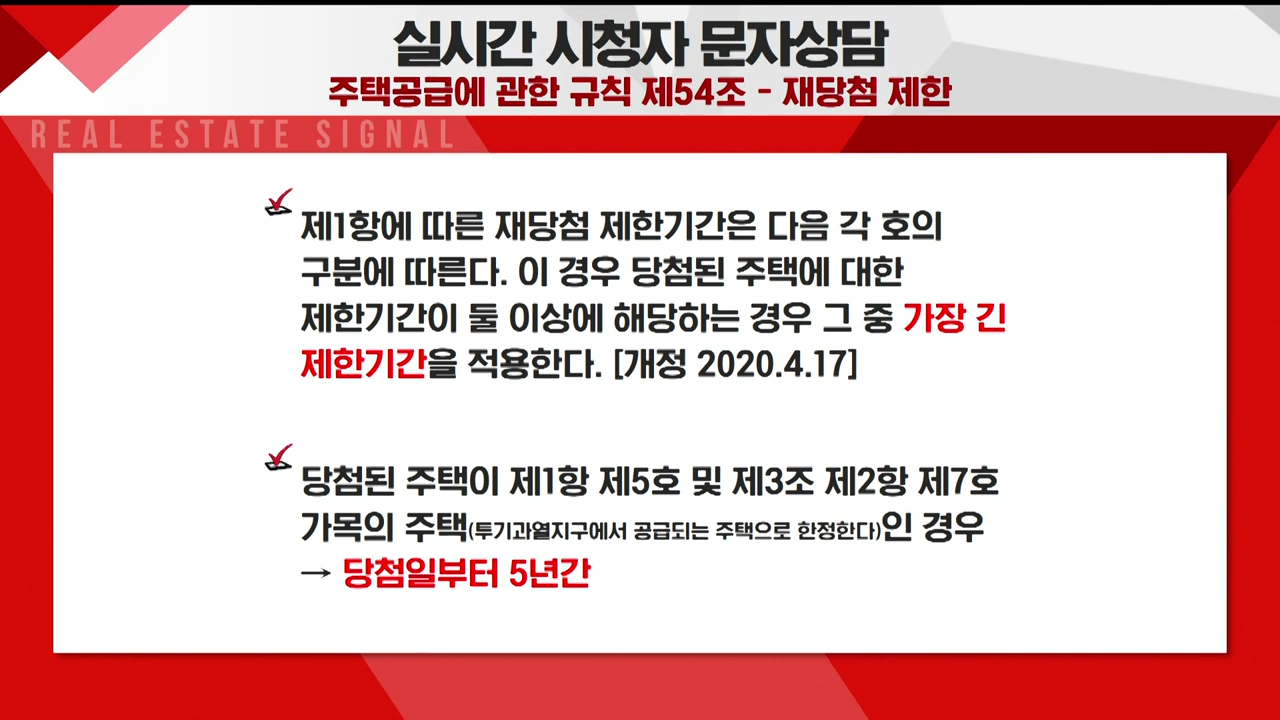 실시간 시청자 문자상담
주택공급에 관한 규칙 제54조 - 재당첨 제한
REAL ESTATE SIGNAL
제1항에 따른 재당첨 제한기간은 다음 각 호의
구분에 따른다. 이 경우 당첨된 주택에 대한
제한기간이 둘 이상에 해당하는 경우 그 중 가장 긴
제한기간을 적용한다. [개정 2020.4.17]
당첨된 주택이 제1항 제5호 및 제3조 제2항 제7호
가목의 주택(투기과열지구에서 공급되는 주택으로 한정한다)인 경우
→ 당첨일부터 5년간